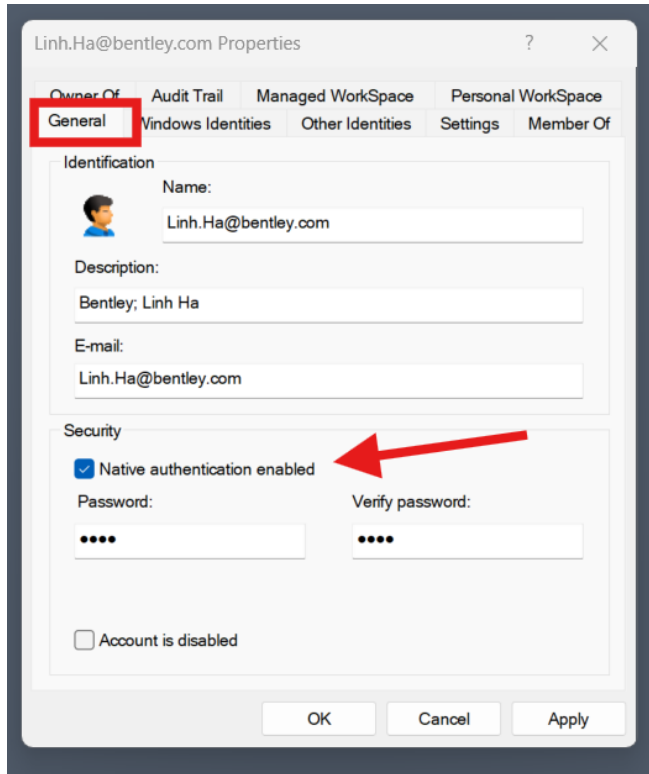 Linh.Ha@bentley.com Properties ?
Owner Of Audit Trail Managed WorkSpace Personal WorkSpace
General Windows Identities Other Identities Settings Member Of
Identification
Name:
Linh.Ha@bentley.com
Description:
Bentley; Linh Ha
E-mail:
Linh.Ha@bentley.com
Security
Native authentication enabled
Password: Verify password:
•••• ••••
Account is disabled
OK Cancel Apply